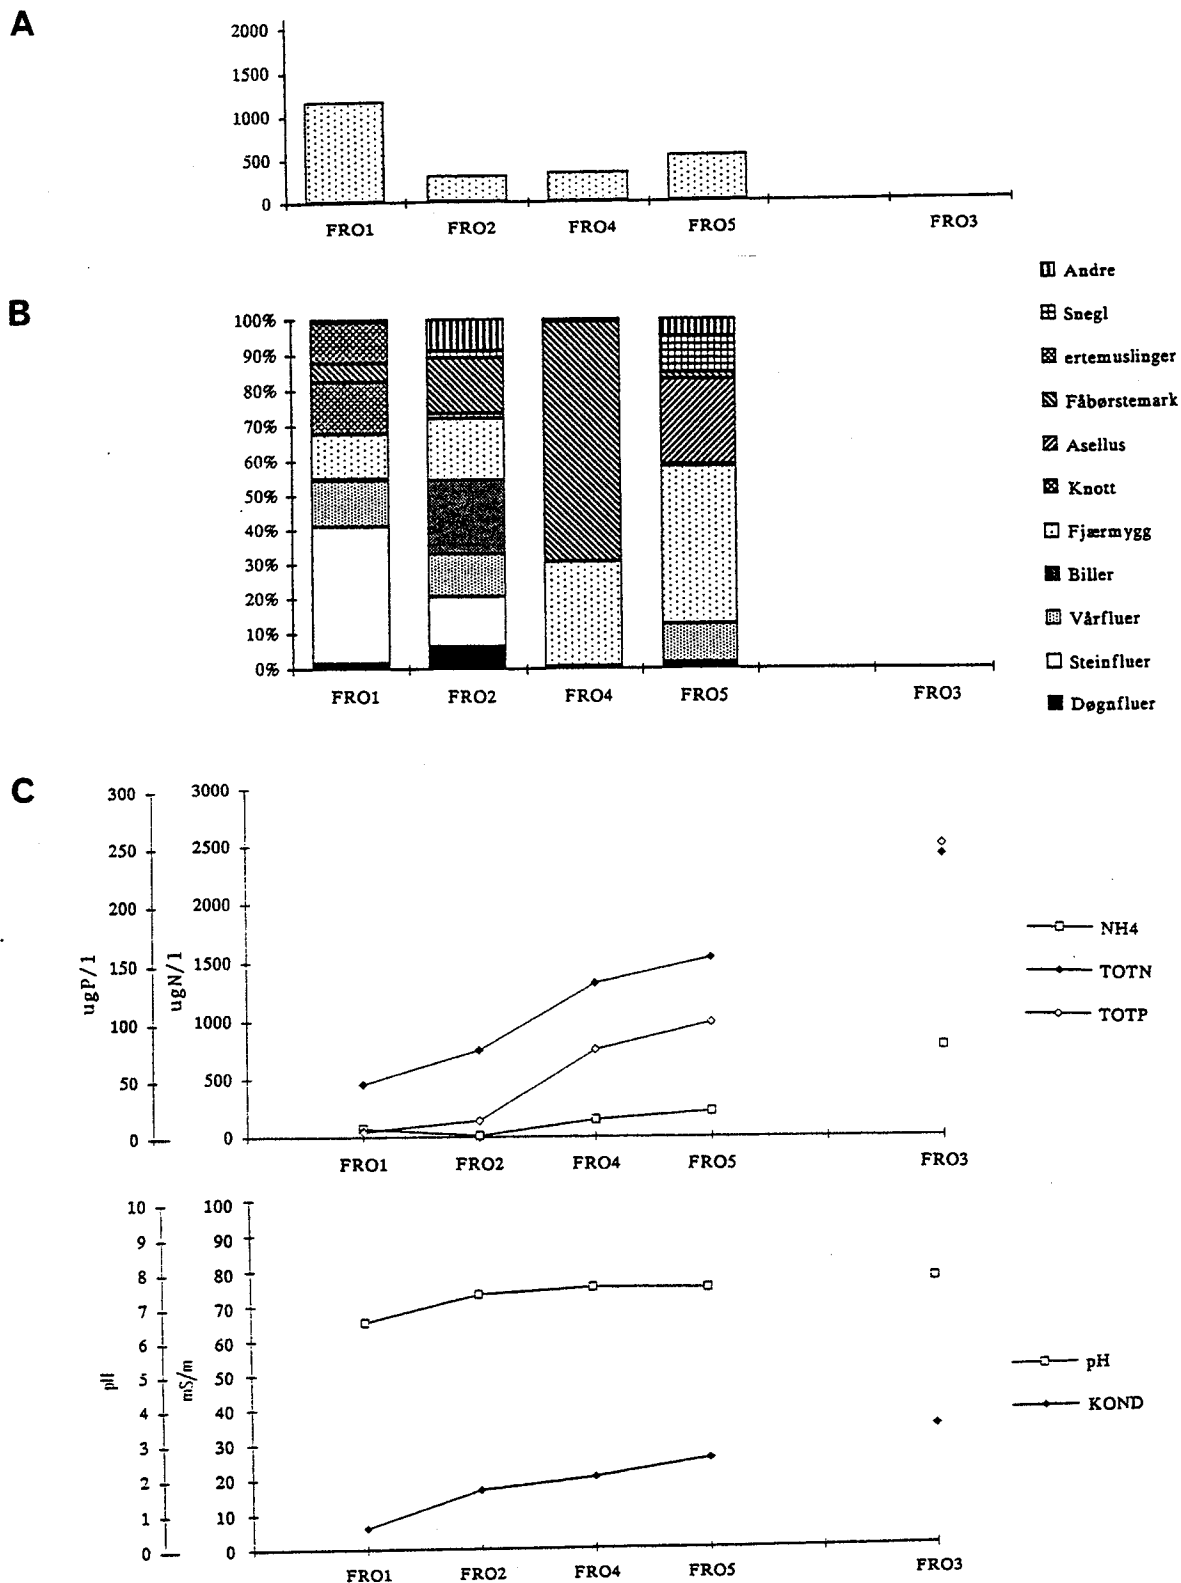 A
2000
1500
1000
500
0
FRO1 FRO2 FRO4 FRO5 FRO3
B
100%
90%
80%
70%
60%
50%
40%
30%
20%
10%
0%
FRO1 FRO2 FRO4 FRO5 FRO3
Andre
Snegl
ertemuslinger
Fåbørstemark
Asellus
Knott
Fjærmygg
Biller
Vårfluer
Steinfluer
Døgnfluer
C
300 3000
250 2500
200 2000
150 1500
100 1000
50 500
0 0
ugP/l
ugN/l
FRO1 FRO2 FRO4 FRO5 FRO3
NH4
TOTN
TOTP
10 100
9 90
8 80
7 70
6 60
5 50
4 40
3 30
2 20
1 10
0 0
pH
mS/m
FRO1 FRO2 FRO4 FRO5 FRO3
pH
KOND